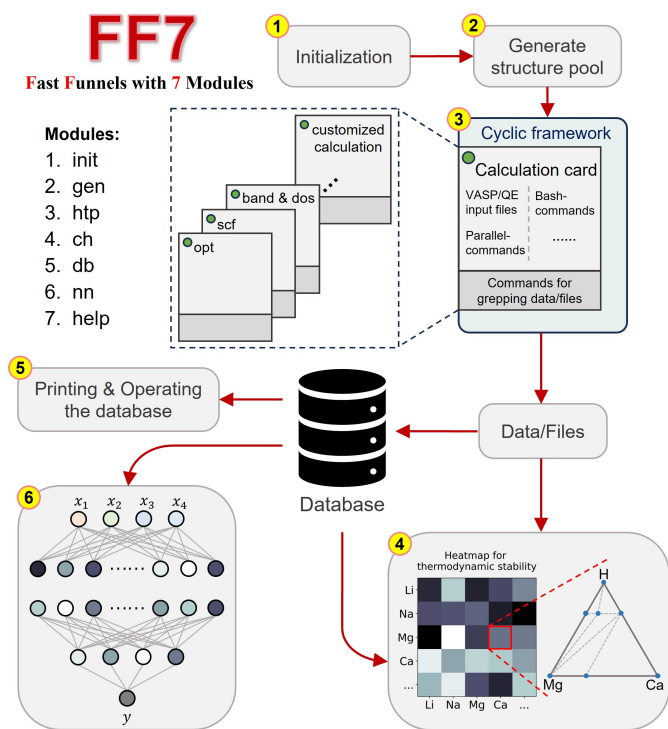 FF7
Fast Funnels with 7 Modules
1
Initialization
2
Generate
structure pool
Modules:
1. init
2. gen
3. htp
4. ch
5. db
6. nn
7. help
customized
calculation
band & dos
scf
opt
3
Cyclic framework
Calculation card
VASP/QE
input files
Bash-
commands
Parallel-
commands
......
Commands for
grepping data/files
5
Printing & Operating
the database
Database
Data/Files
6
x1 x2 x3 x4
......
......
y
4
Heatmap for
thermodynamic stability
Li
Na
Mg
Ca
...
Li Na Mg Ca ...
H
Mg
Ca